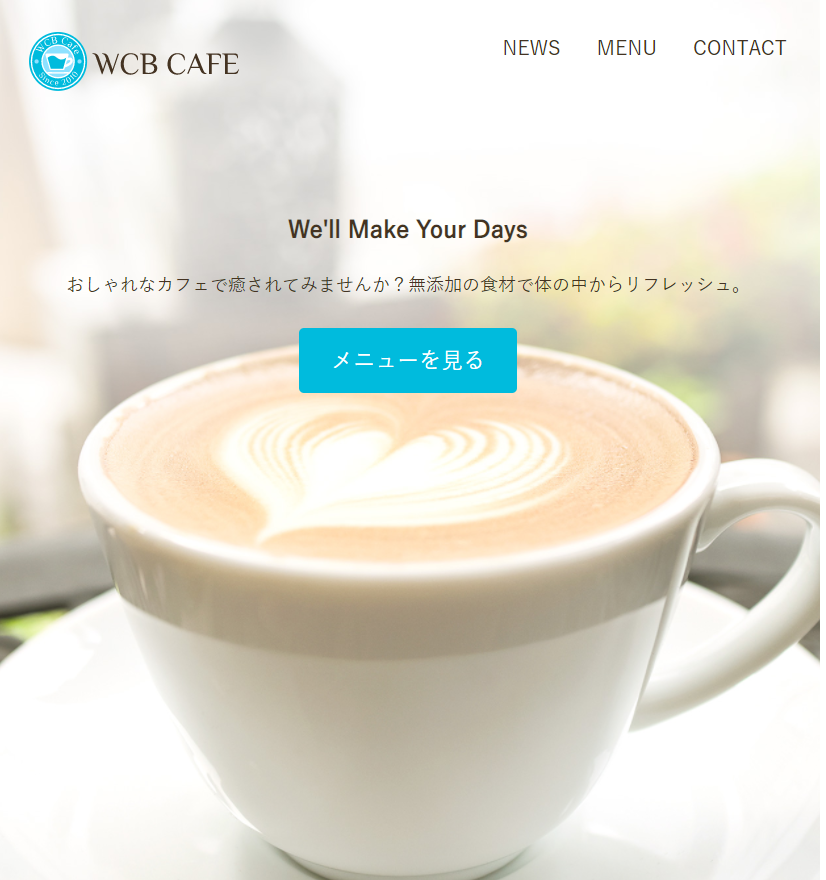 WCB Cafe
Since 2010
WCB CAFE
NEWS MENU CONTACT
We'll Make Your Days
おしゃれなカフェで癒されてみませんか？無添加の食材で体の中からリフレッシュ。
メニューを見る